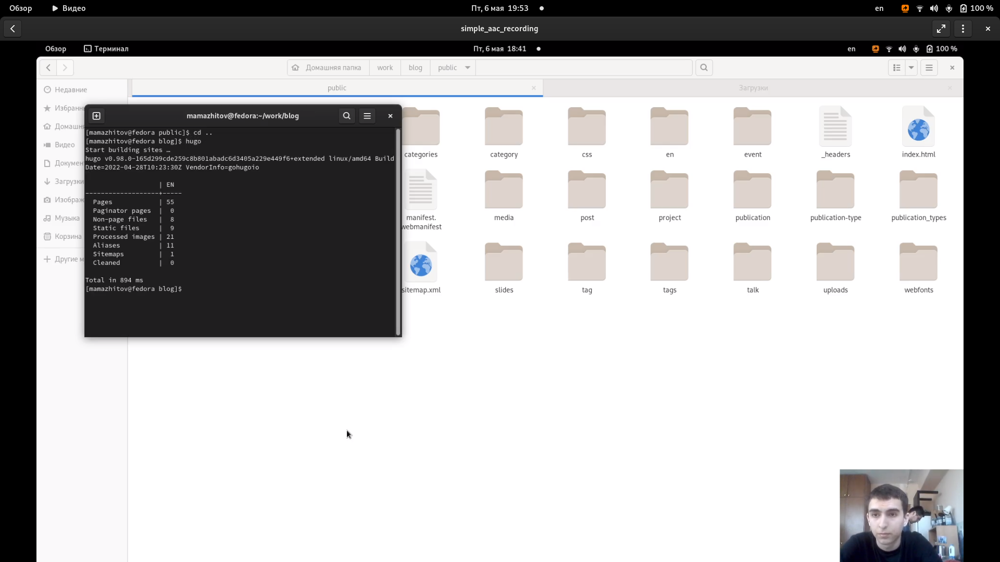 Обзор
Видео
Пт, 6 мая 19:53
en
100 %
simple_aac_recording
Обзор
Терминал
Пт, 6 мая 18:41
en
100 %
Домашняя папка
work
blog
public
public
Загрузки
Недавние
Избранн
Домашн
Видео
Докумен
Загрузки
Изображ
Музыка
Корзина
Другие м
mamazhitov@fedora:~/work/blog
[mamazhitov@fedora public]$ cd ..
[mamazhitov@fedora blog]$ hugo
Start building sites …
hugo v0.98.0-165d299cde259c8b801abadc6d3405a229e449f6+extended linux/amd64 Build
Date=2022-04-28T10:23:30Z VendorInfo=gohugoio
                   | EN
-------------------+-----
  Pages            | 55
  Paginator pages  |  0
  Non-page files   |  8
  Static files     |  9
  Processed images | 21
  Aliases          | 11
  Sitemaps         |  1
  Cleaned          |  0
Total in 894 ms
[mamazhitov@fedora blog]$
categories
category
css
en
event
_headers
index.html
manifest.
webmanifest
media
post
project
publication
publication-type
publication_types
sitemap.xml
slides
tag
tags
talk
uploads
webfonts